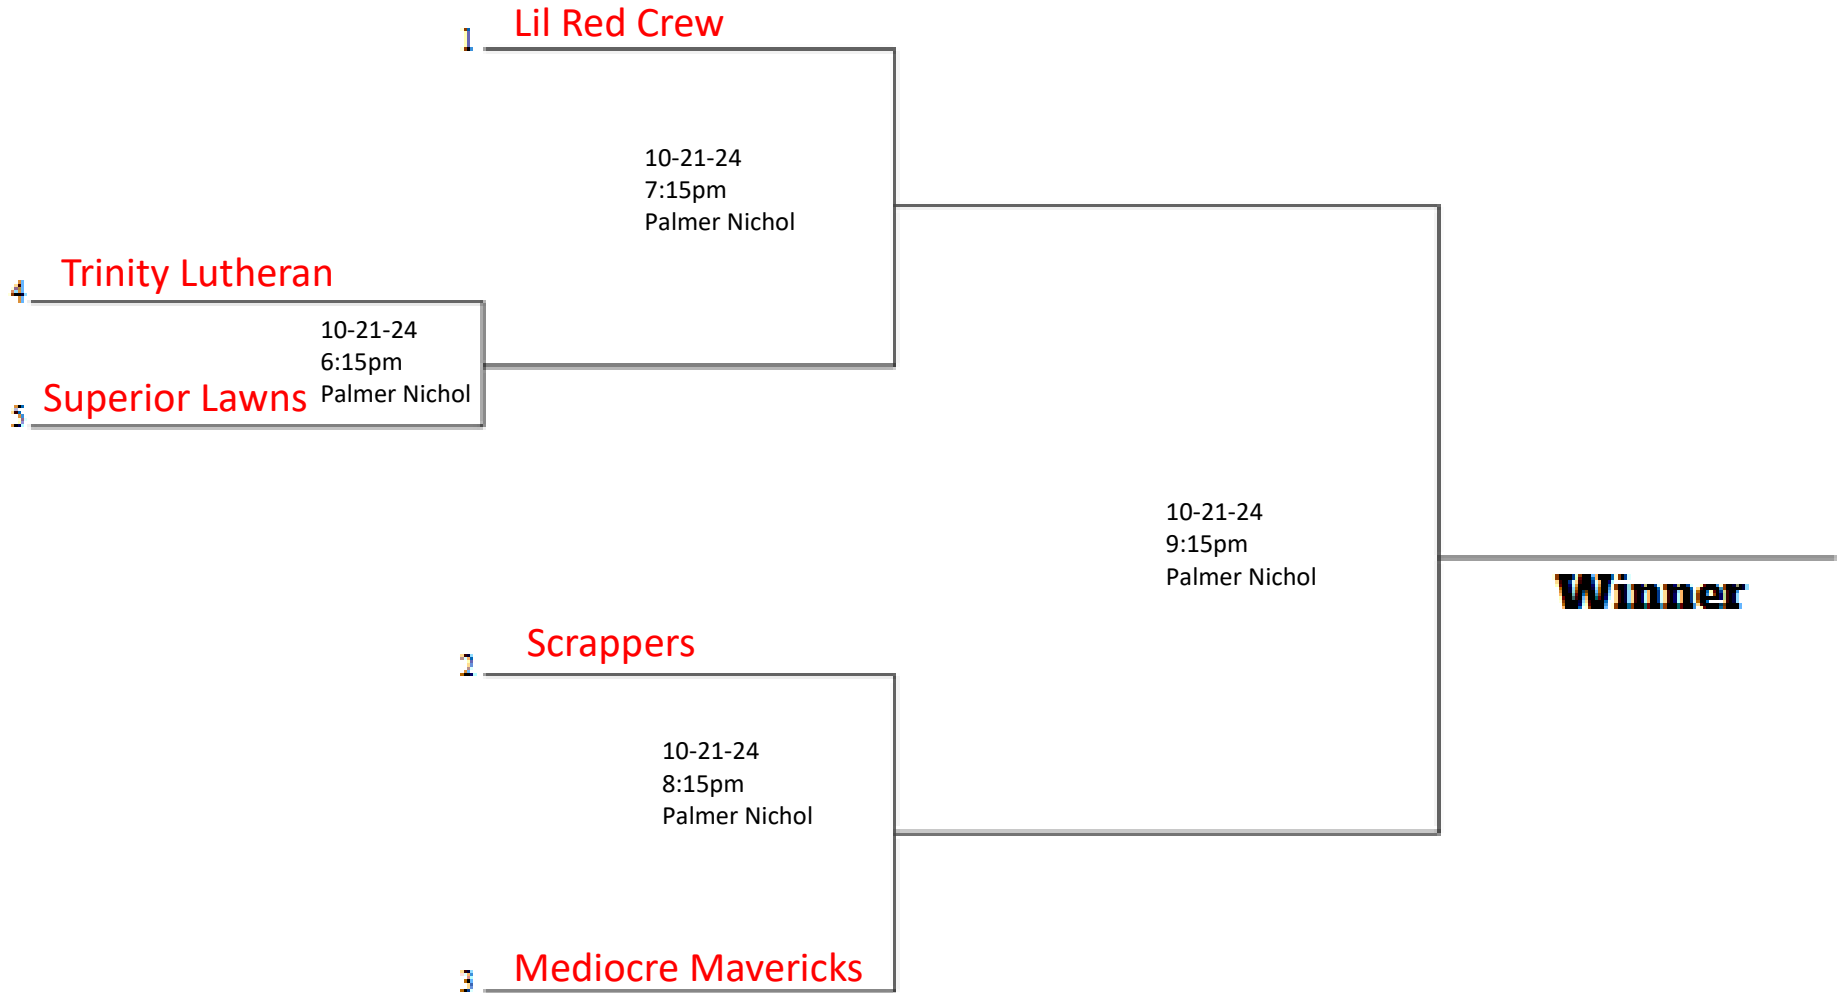 1 Lil Red Crew
10-21-24
7:15pm
Palmer Nichol
4 Trinity Lutheran
10-21-24
6:15pm
Palmer Nichol
5 Superior Lawns
10-21-24
9:15pm
Palmer Nichol
Winner
2 Scrappers
10-21-24
8:15pm
Palmer Nichol
3 Mediocre Mavericks